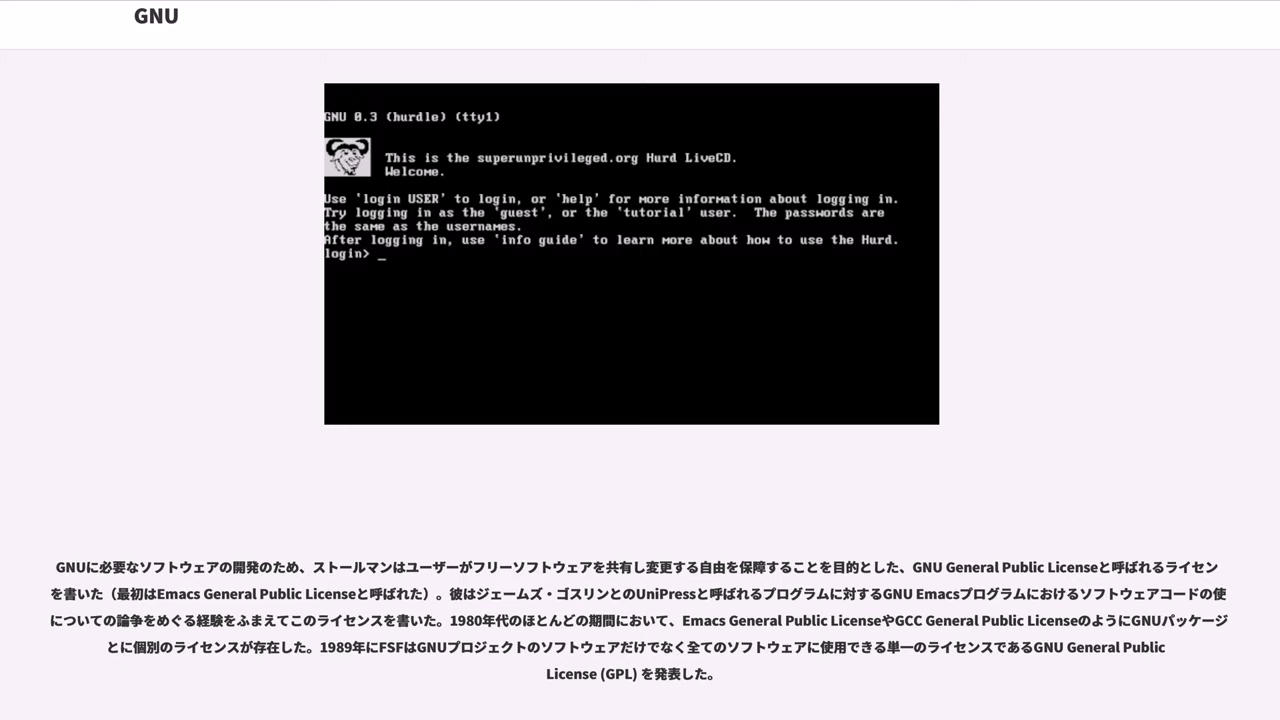 GNU
GNU 0.3 (hurdle) (tty1)
This is the superunprivileged.org Hurd LiveCD.
Welcome.
Use `login USER' to login, or `help' for more information about logging in.
Try logging in as the `guest', or the `tutorial' user.  The passwords are
the same as the usernames.
After logging in, use `info guide' to learn more about how to use the Hurd.
login> _
GNUに必要なソフトウェアの開発のため、ストールマンはユーザーがフリーソフトウェアを共有し変更する自由を保障することを目的とした、GNU General Public Licenseと呼ばれるライセン
を書いた（最初はEmacs General Public Licenseと呼ばれた）。彼はジェームズ・ゴスリンとのUniPressと呼ばれるプログラムに対するGNU Emacsプログラムにおけるソフトウェアコードの使
についての論争をめぐる経験をふまえてこのライセンスを書いた。1980年代のほとんどの期間において、Emacs General Public LicenseやGCC General Public LicenseのようにGNUパッケージ
とに個別のライセンスが存在した。1989年にFSFはGNUプロジェクトのソフトウェアだけでなく全てのソフトウェアに使用できる単一のライセンスであるGNU General Public
License (GPL) を発表した。